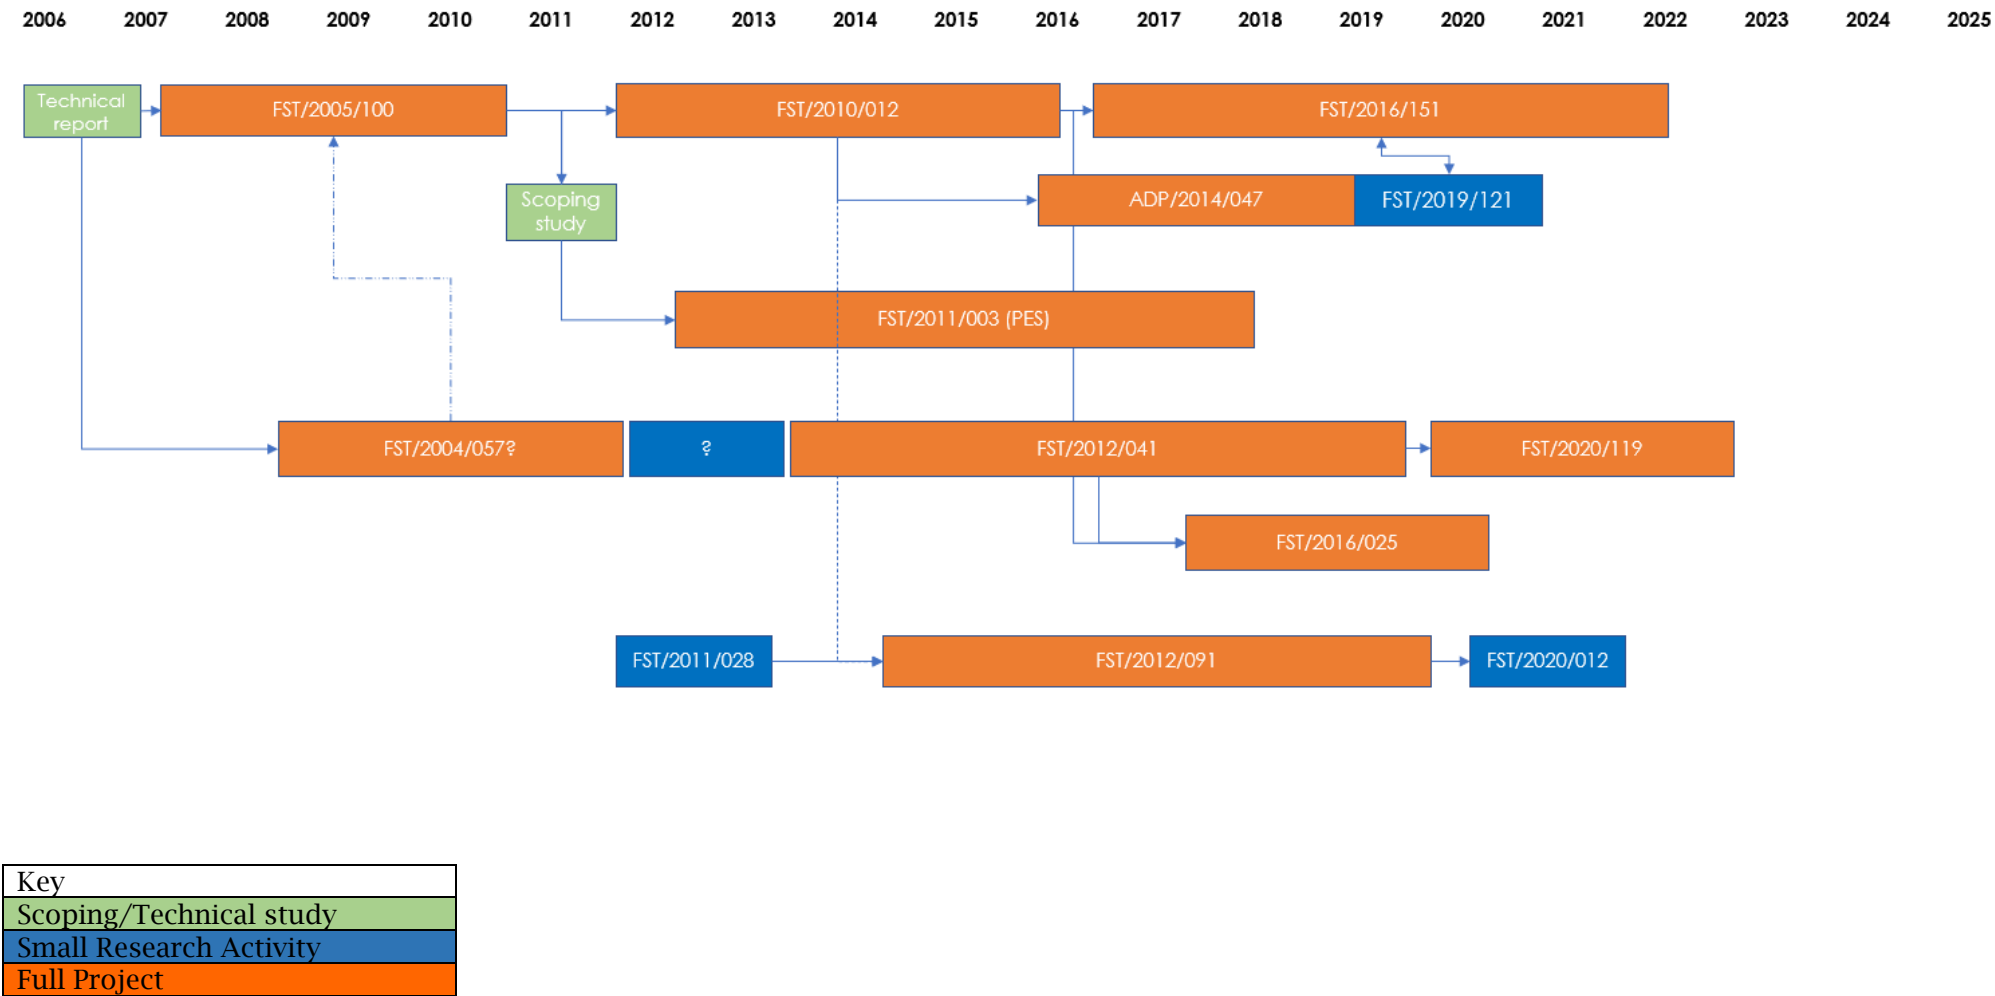 2006 2007 2008 2009 2010 2011 2012 2013 2014 2015 2016 2017 2018 2019 2020 2021 2022 2023 2024 2025
Technical
report
FST/2005/100
FST/2010/012
FST/2016/151
Scoping
study
ADP/2014/047
FST/2019/121
FST/2011/003 (PES)
FST/2004/057?
?
FST/2012/041
FST/2020/119
FST/2016/025
FST/2011/028
FST/2012/091
FST/2020/012
Key
Scoping/Technical study
Small Research Activity
Full Project